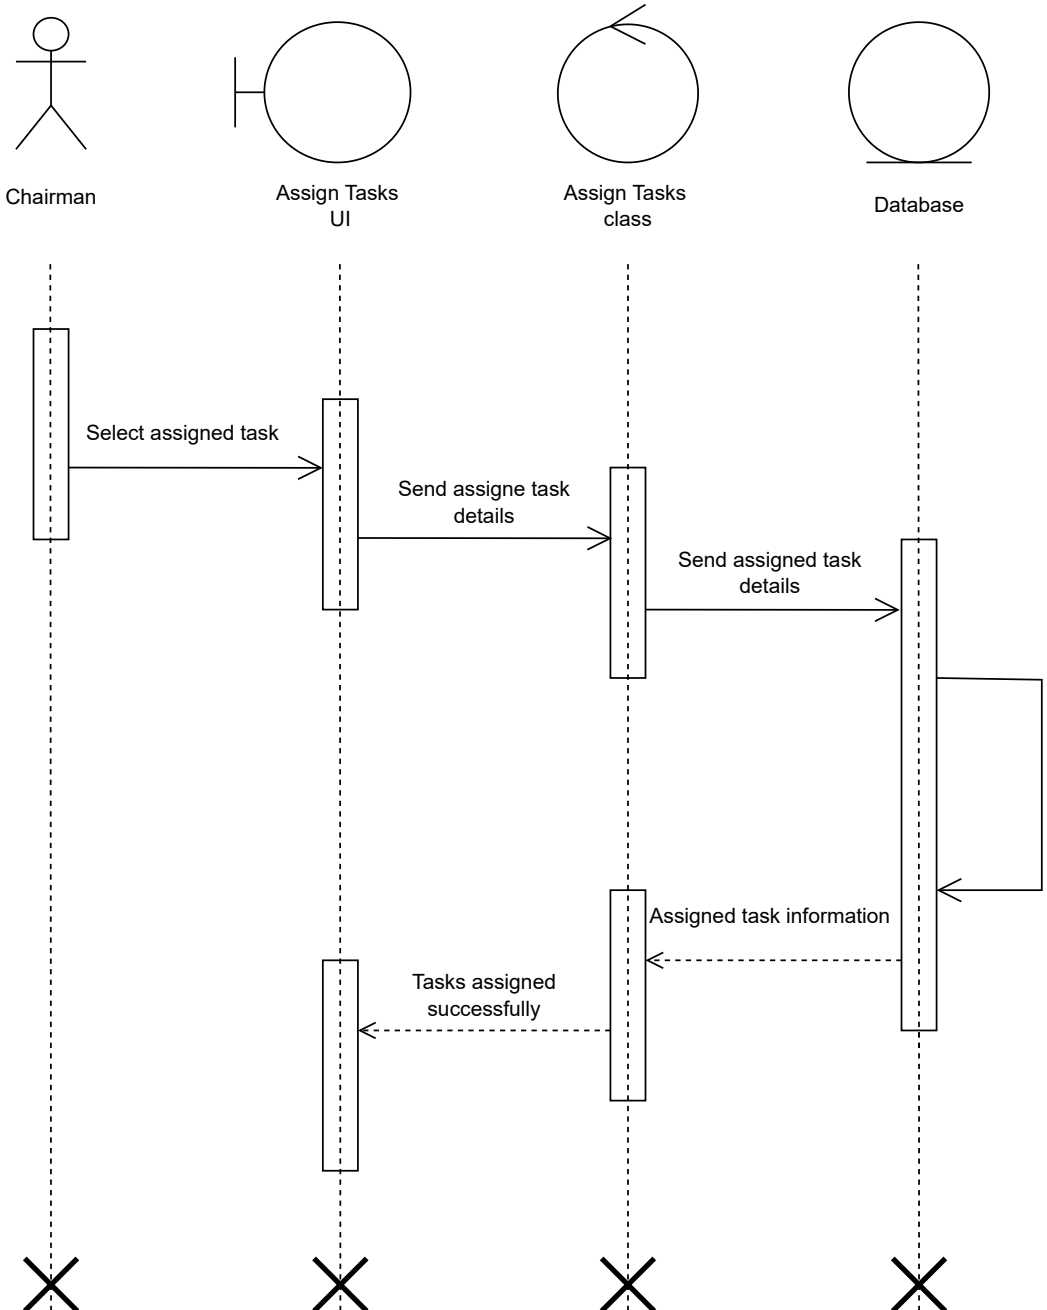 Chairman
Assign Tasks
UI
Assign Tasks
class
Database
Select assigned task
Send assigne task
details
Send assigned task
details
Assigned task information
Tasks assigned
successfully